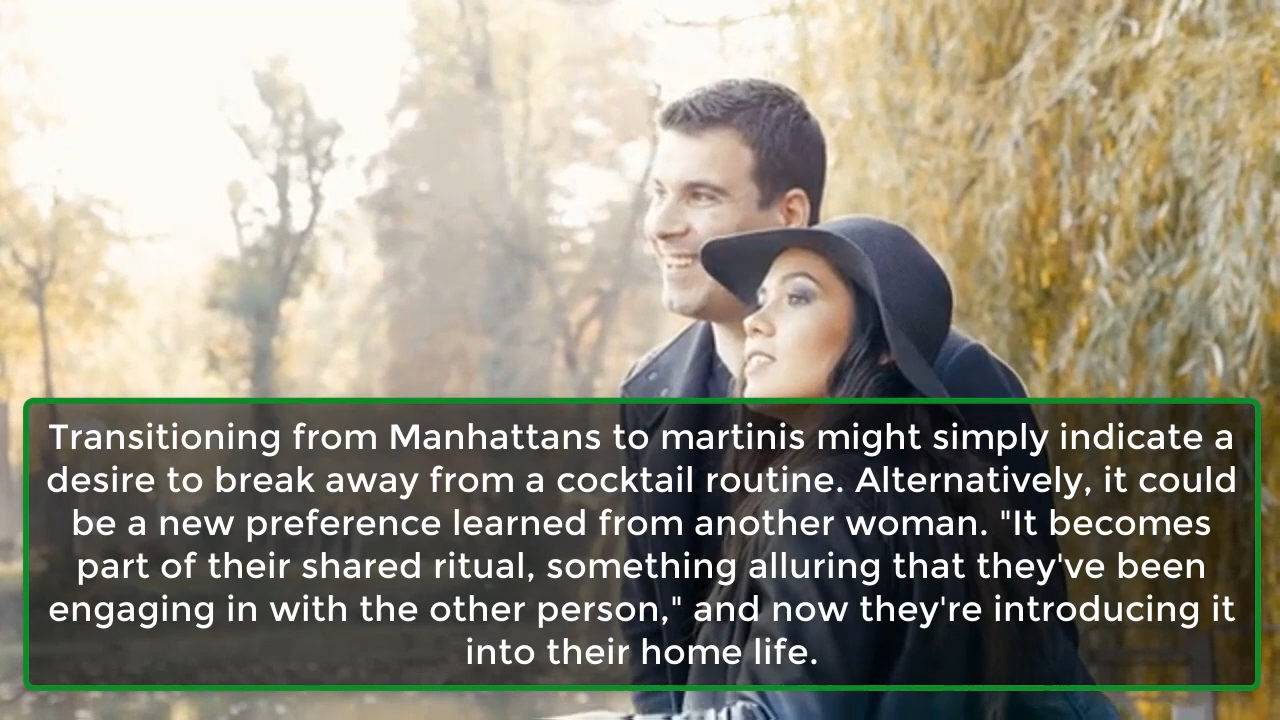 Transitioning from Manhattans to martinis might simply indicate a
desire to break away from a cocktail routine. Alternatively, it could
be a new preference learned from another woman. "It becomes
part of their shared ritual, something alluring that they've been
engaging in with the other person," and now they're introducing it
into their home life.